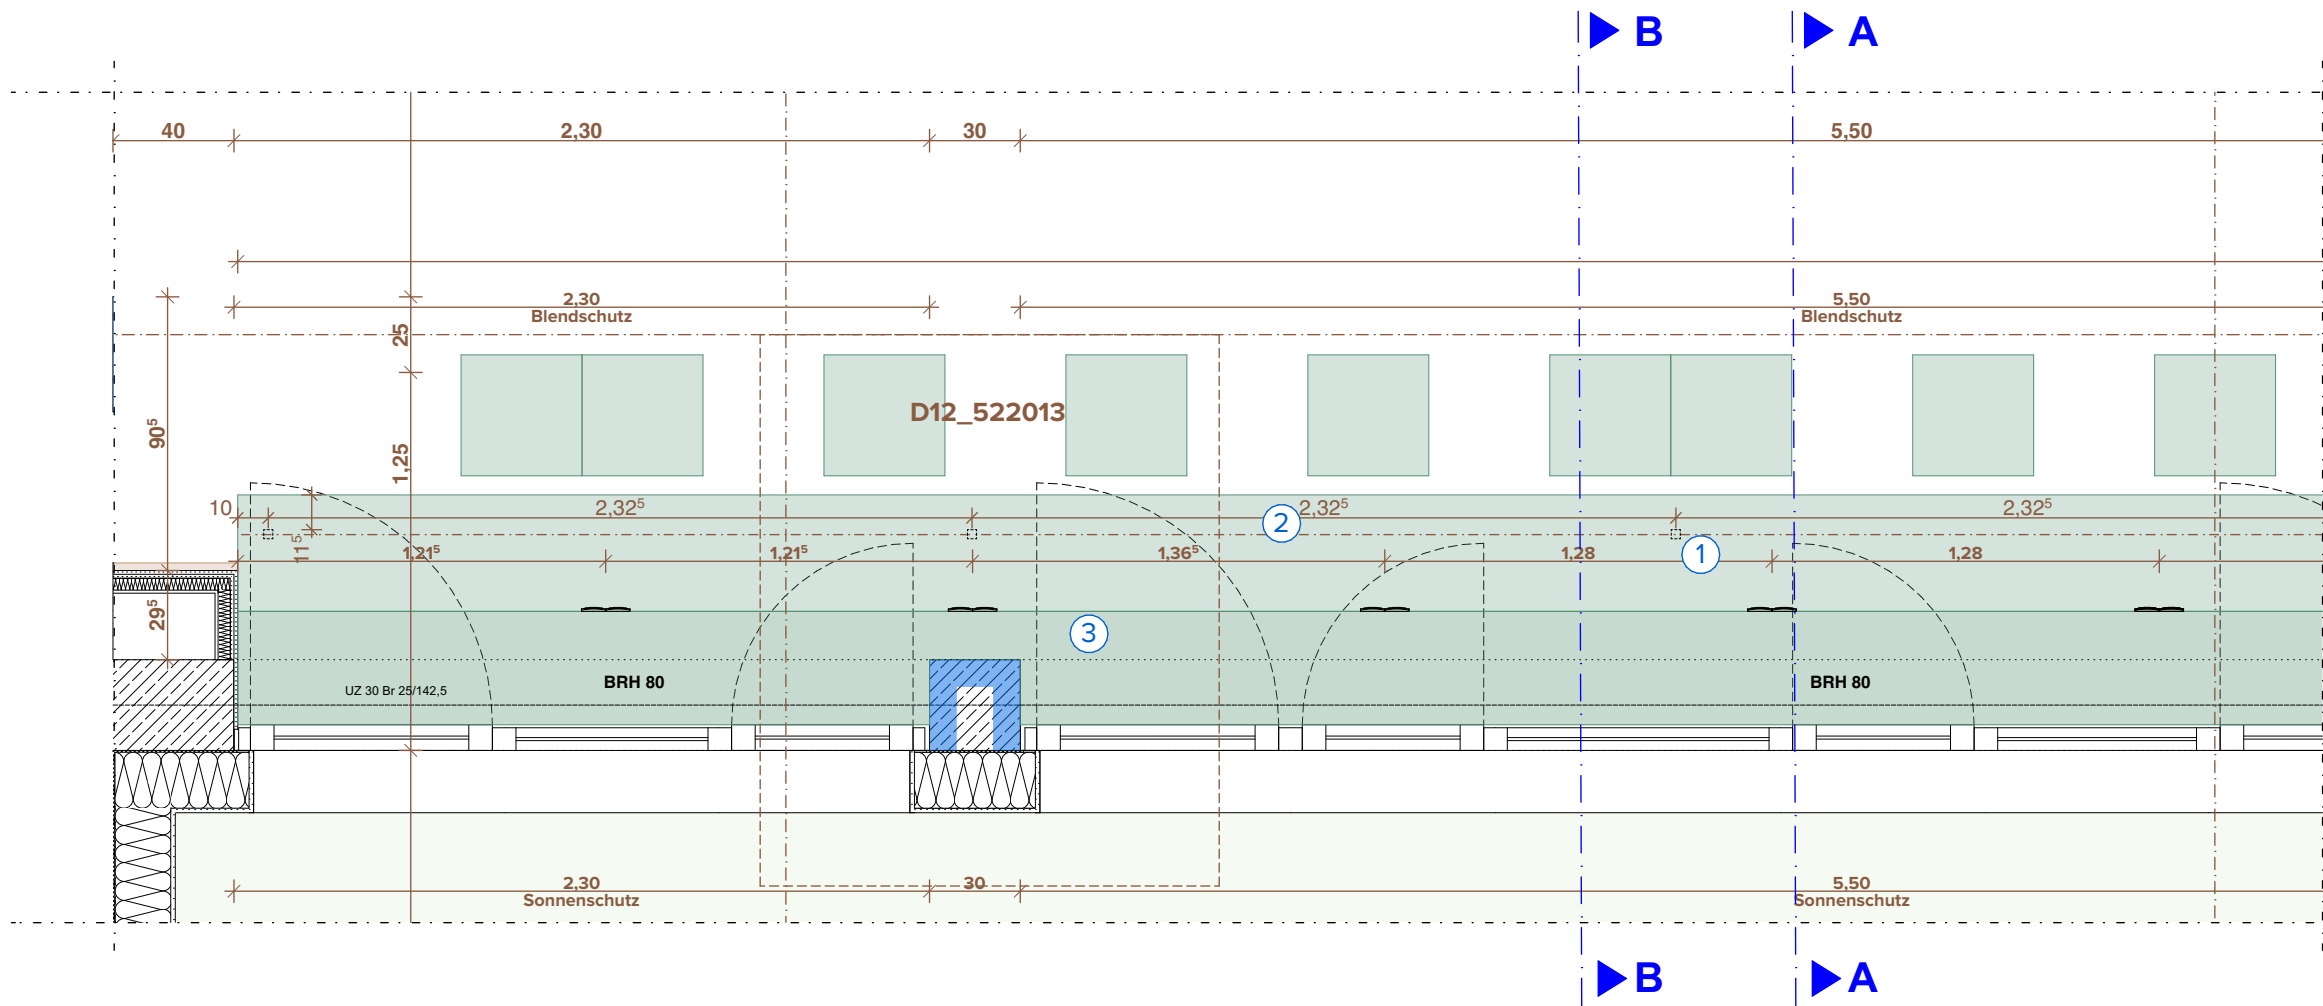 B A
40 2,30 30 5,50
2,30 5,50
Blendschutz Blendschutz
25
D12_522013
90⁵
1,25
10 2,32⁵ 2,32⁵ 2,32⁵
2
11⁵
1,21⁵ 1,21⁵ 1,36⁵ 1,28 1 1,28
29⁵
3
UZ 30 Br 25/142,5 BRH 80 BRH 80
2,30 30 5,50
Sonnenschutz Sonnenschutz
B A